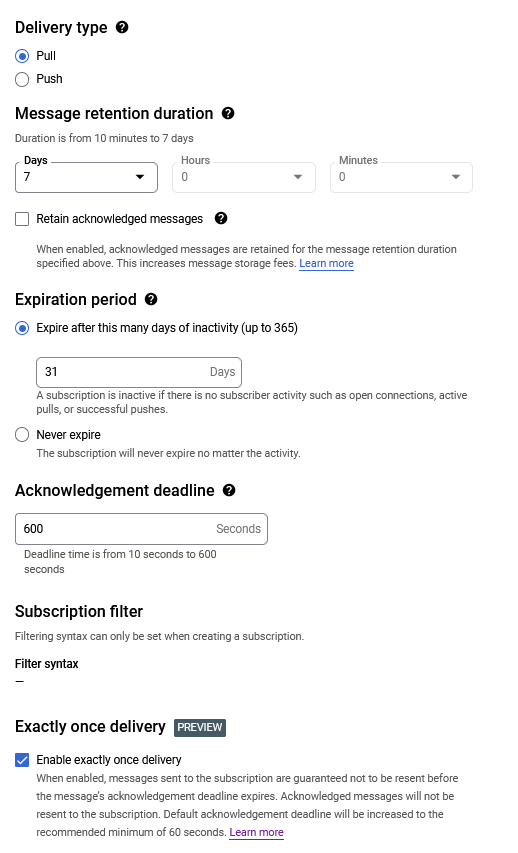 Delivery type
Pull
Push
Message retention duration
Duration is from 10 minutes to 7 days
Days Hours Minutes
7 0 0
Retain acknowledged messages
When enabled, acknowledged messages are retained for the message retention duration
specified above. This increases message storage fees. Learn more
Expiration period
Expire after this many days of inactivity (up to 365)
31 Days
A subscription is inactive if there is no subscriber activity such as open connections, active
pulls, or successful pushes.
Never expire
The subscription will never expire no matter the activity.
Acknowledgement deadline
600 Seconds
Deadline time is from 10 seconds to 600
seconds
Subscription filter
Filtering syntax can only be set when creating a subscription.
Filter syntax
—
Exactly once delivery PREVIEW
Enable exactly once delivery
When enabled, messages sent to the subscription are guaranteed not to be resent before
the message's acknowledgement deadline expires. Acknowledged messages will not be
resent to the subscription. Default acknowledgement deadline will be increased to the
recommended minimum of 60 seconds. Learn more